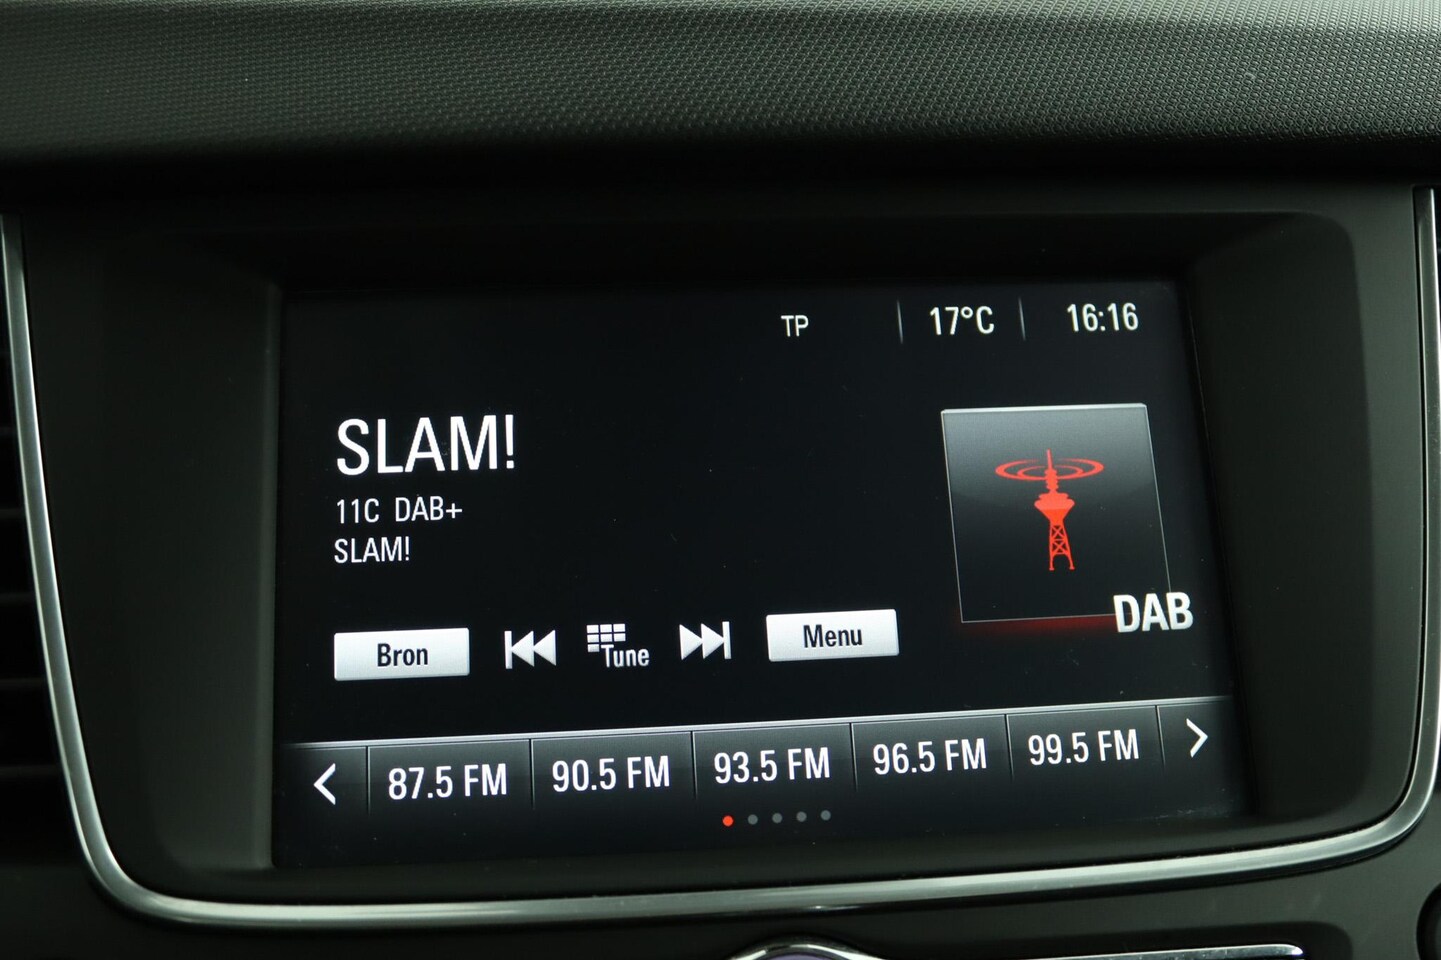 TP 17°C 16:16
SLAM!
11C DAB+
SLAM!
DAB
Bron Tune Menu
87.5 FM 90.5 FM 93.5 FM 96.5 FM 99.5 FM